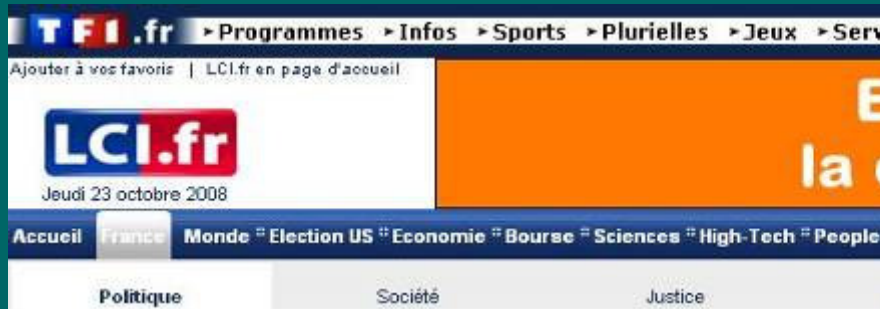 TF1.fr Programmes Infos Sports Plurielles Jeux Serv
Ajouter à vos favoris | LCI.fr en page d'accueil
E
la
LCI.fr
Jeudi 23 octobre 2008
Accueil France Monde Election US Economie Bourse Sciences High-Tech People
Politique Société Justice